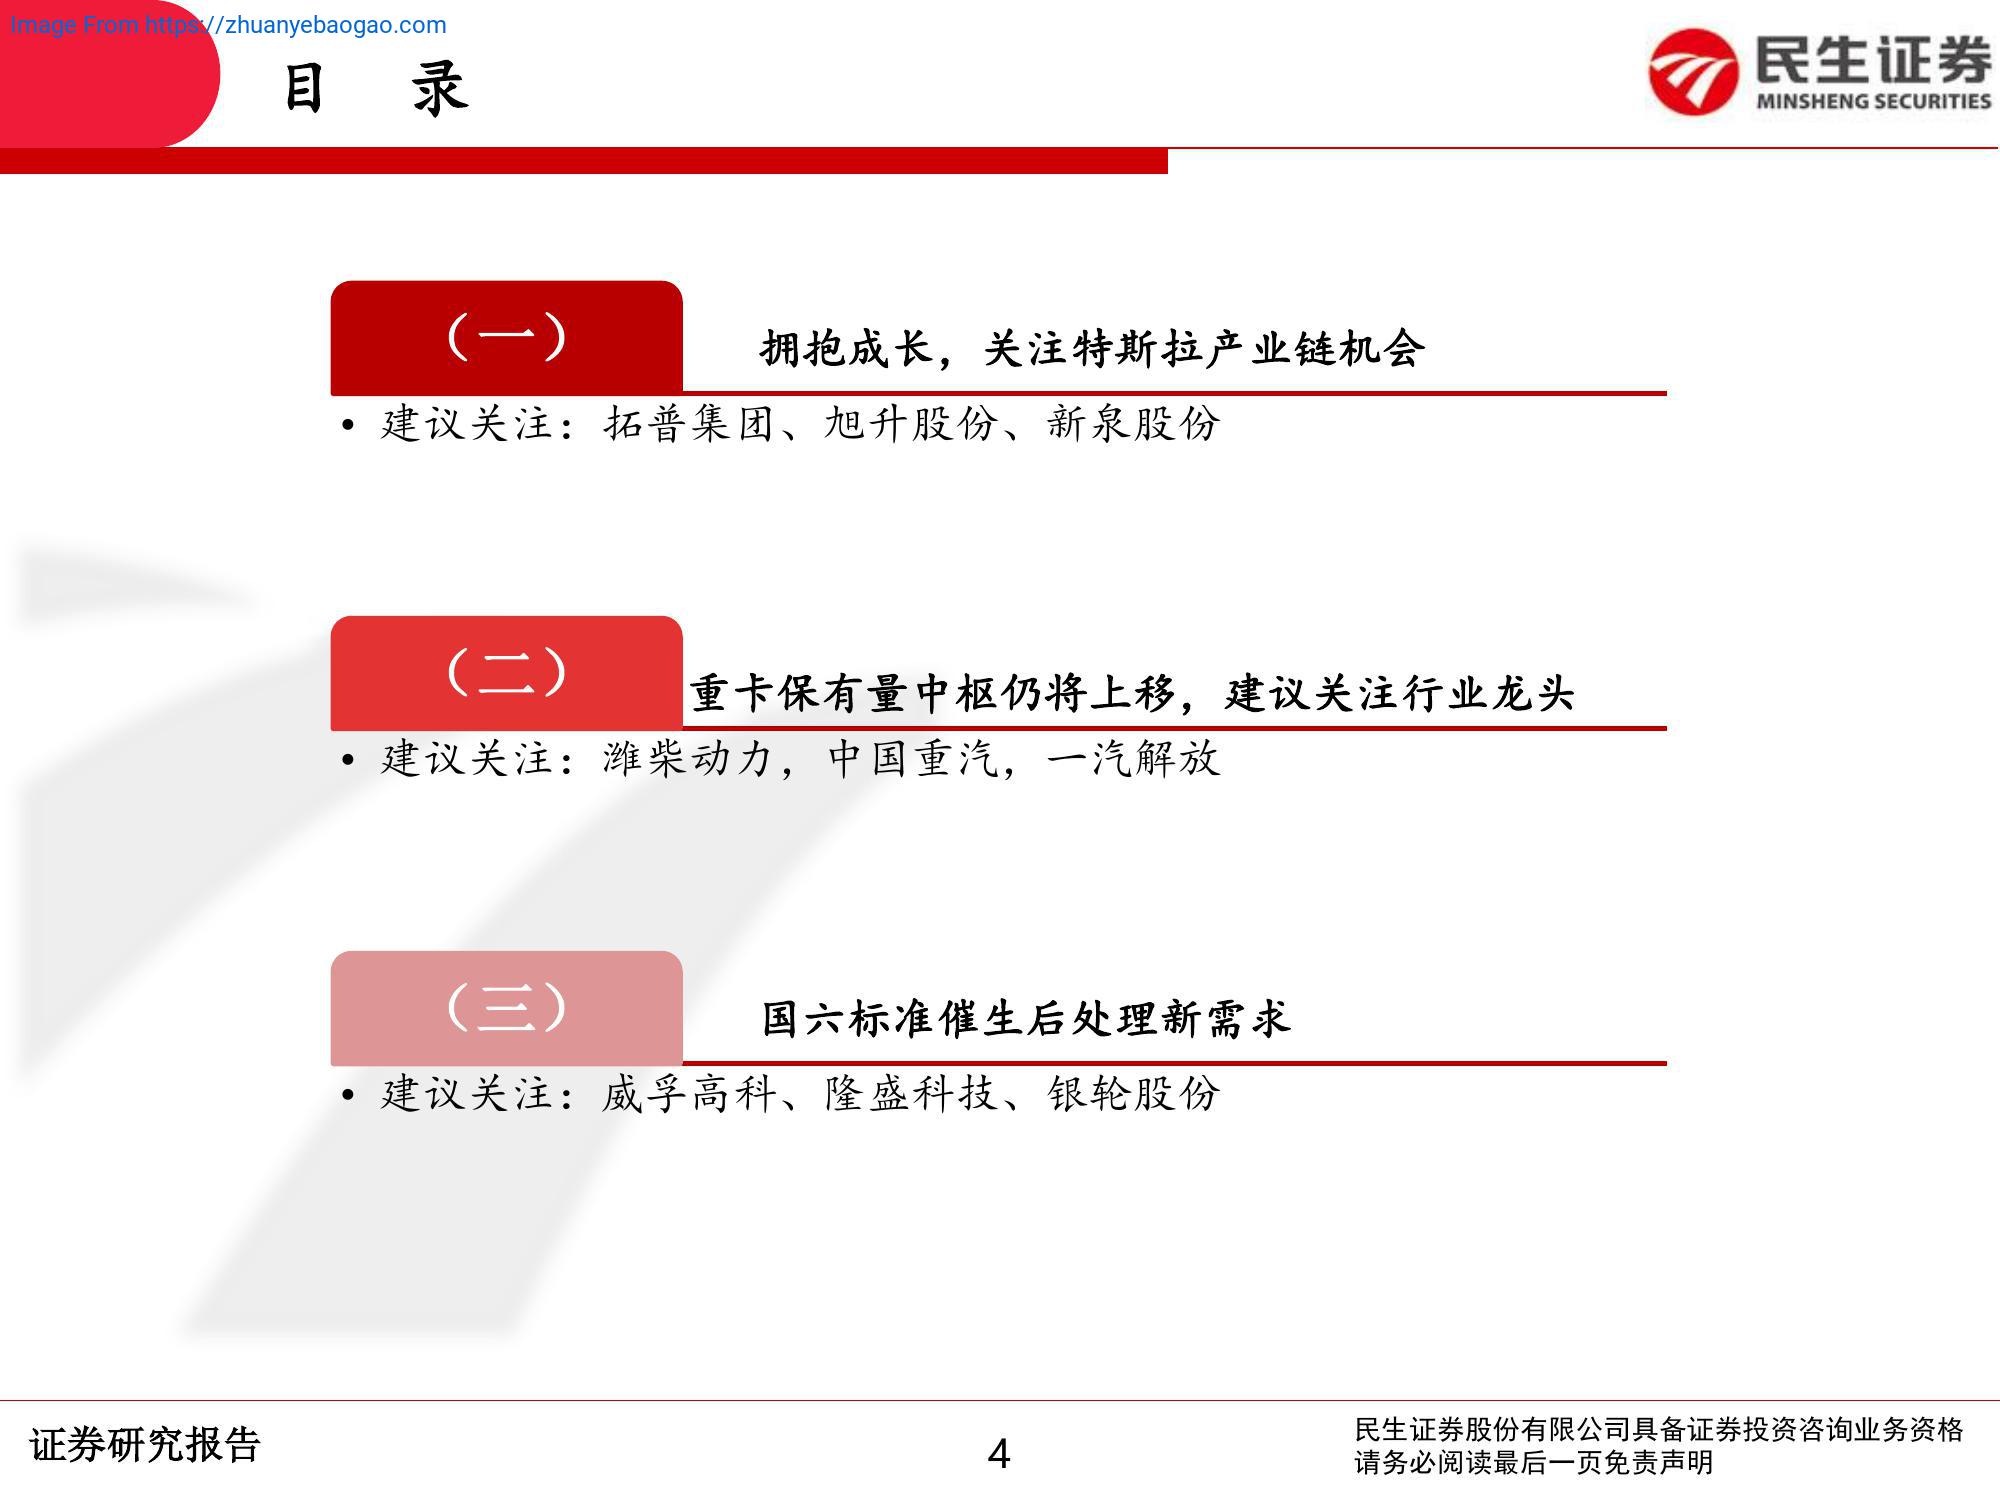 Image From https://zhuanyebaogao.com
目 录
民生证券
MINSHENG SECURITIES
（一）
拥抱成长，关注特斯拉产业链机会
• 建议关注：拓普集团、旭升股份、新泉股份
（二）
重卡保有量中枢仍将上移，建议关注行业龙头
• 建议关注：潍柴动力，中国重汽，一汽解放
（三）
国六标准催生后处理新需求
• 建议关注：威孚高科、隆盛科技、银轮股份
证券研究报告
4
民生证券股份有限公司具备证券投资咨询业务资格
请务必阅读最后一页免责声明